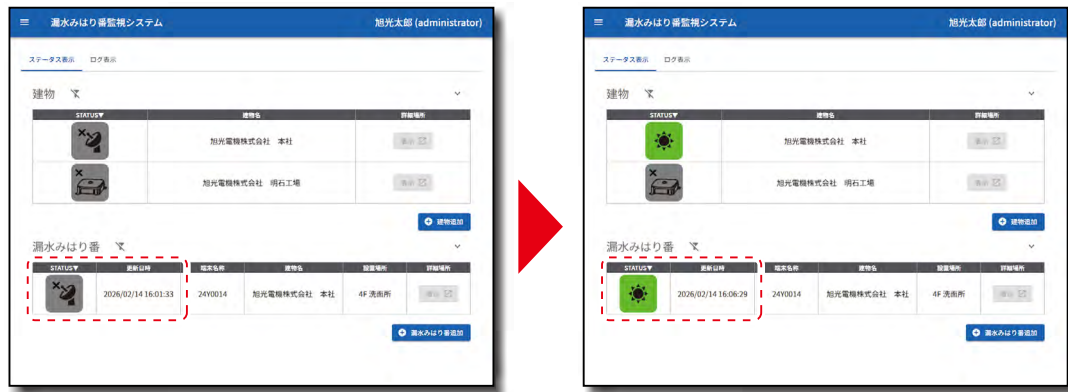 漏水みはり番監視システム
旭光太郎 (administrator)
ステータス表示 ログ表示
建物
STATUS▼ 建物名 詳細場所
旭光電機株式会社 本社
表示
旭光電機株式会社 明石工場
表示
建物追加
漏水みはり番
STATUS▼ 更新日時 端末名称 建物名 設置場所 詳細場所
2026/02/14 16:01:33 24Y0014 旭光電機株式会社 本社 4F 洗面所
漏水みはり番追加
漏水みはり番監視システム
旭光太郎 (administrator)
ステータス表示 ログ表示
建物
STATUS▼ 建物名 詳細場所
旭光電機株式会社 本社
表示
旭光電機株式会社 明石工場
表示
建物追加
漏水みはり番
STATUS▼ 更新日時 端末名称 建物名 設置場所 詳細場所
2026/02/14 16:06:29 24Y0014 旭光電機株式会社 本社 4F 洗面所
漏水みはり番追加